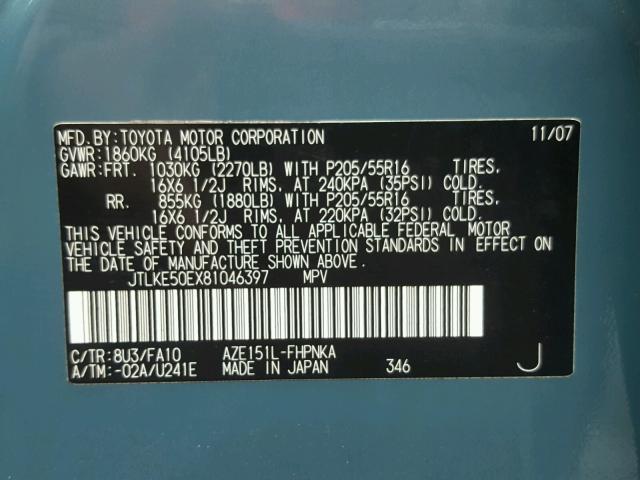 MFD.BY: TOYOTA MOTOR CORPORATION 11/07
GVWR: 1860KG (4105LB)
GAWR: FRT. 1030KG (2270LB) WITH P205/55R16 TIRES,
16X6 1/2J RIMS, AT 240KPA (35PSI) COLD.
RR. 855KG (1880LB) WITH P205/55R16 TIRES,
16X6 1/2J RIMS, AT 220KPA (32PSI) COLD.
THIS VEHICLE CONFORMS TO ALL APPLICABLE FEDERAL MOTOR
VEHICLE SAFETY AND THEFT PREVENTION STANDARDS IN EFFECT ON
THE DATE OF MANUFACTURE SHOWN ABOVE.
JTLKE50EX81046397 MPV
C/TR: 8U3/FA10 AZE151L-FHPNKA
A/TM: -02A/U241E MADE IN JAPAN 346 J